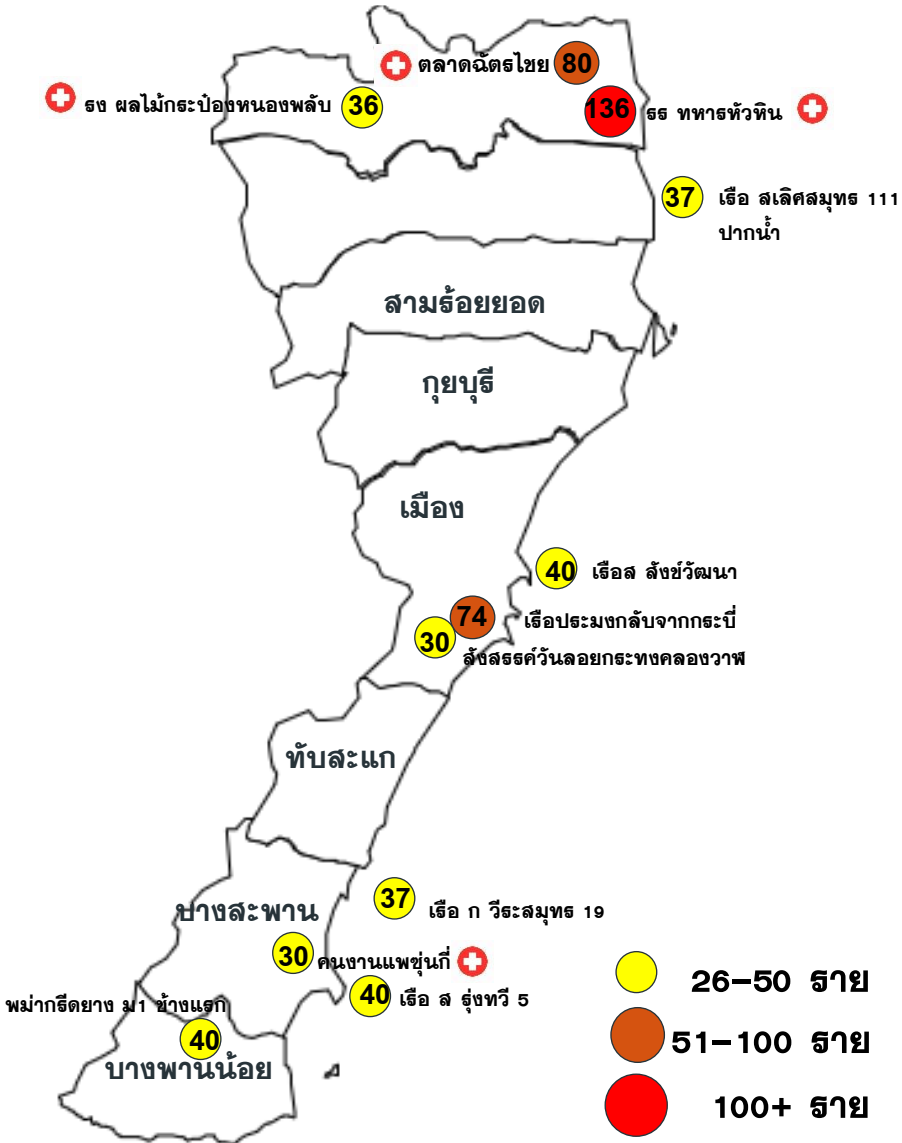 ตลาดฉัตรไชย 80
รง ผลไม้กระป๋องหนองพลับ 36
136 รร ทหารหัวหิน
37 เรือ สเลิศสมุทร 111
ปากน้ำ
สามร้อยยอด
กุยบุรี
เมือง
40 เรือส สังข์วัฒนา
74 เรือประมงกลับจากกระบี่
30 สังสรรค์วันลอยกระทงคลองวาฬ
ทับสะแก
37 เรือ ก วีระสมุทร 19
บางสะพาน
30 คนงานแพชุ่นกี่
40 เรือ ส รุ่งทวี 5
พม่ากรีดยาง ม1 ช้างแรก
40
บางพานน้อย
26-50 ราย
51-100 ราย
100+ ราย